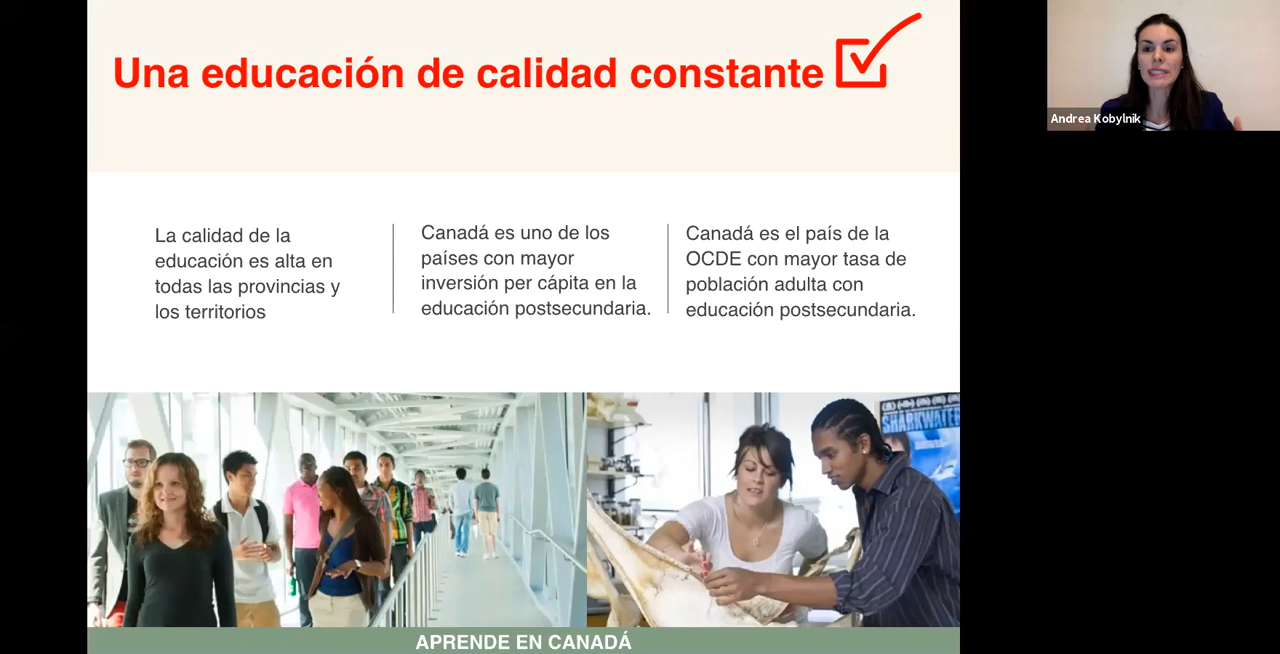 Una educación de calidad constante
Andrea Kobylnik
La calidad de la
educación es alta en
todas las provincias y
los territorios
Canadá es uno de los
países con mayor
inversión per cápita en la
educación postsecundaria.
Canadá es el país de la
OCDE con mayor tasa de
población adulta con
educación postsecundaria.
SHARKWATER
APRENDE EN CANADÁ